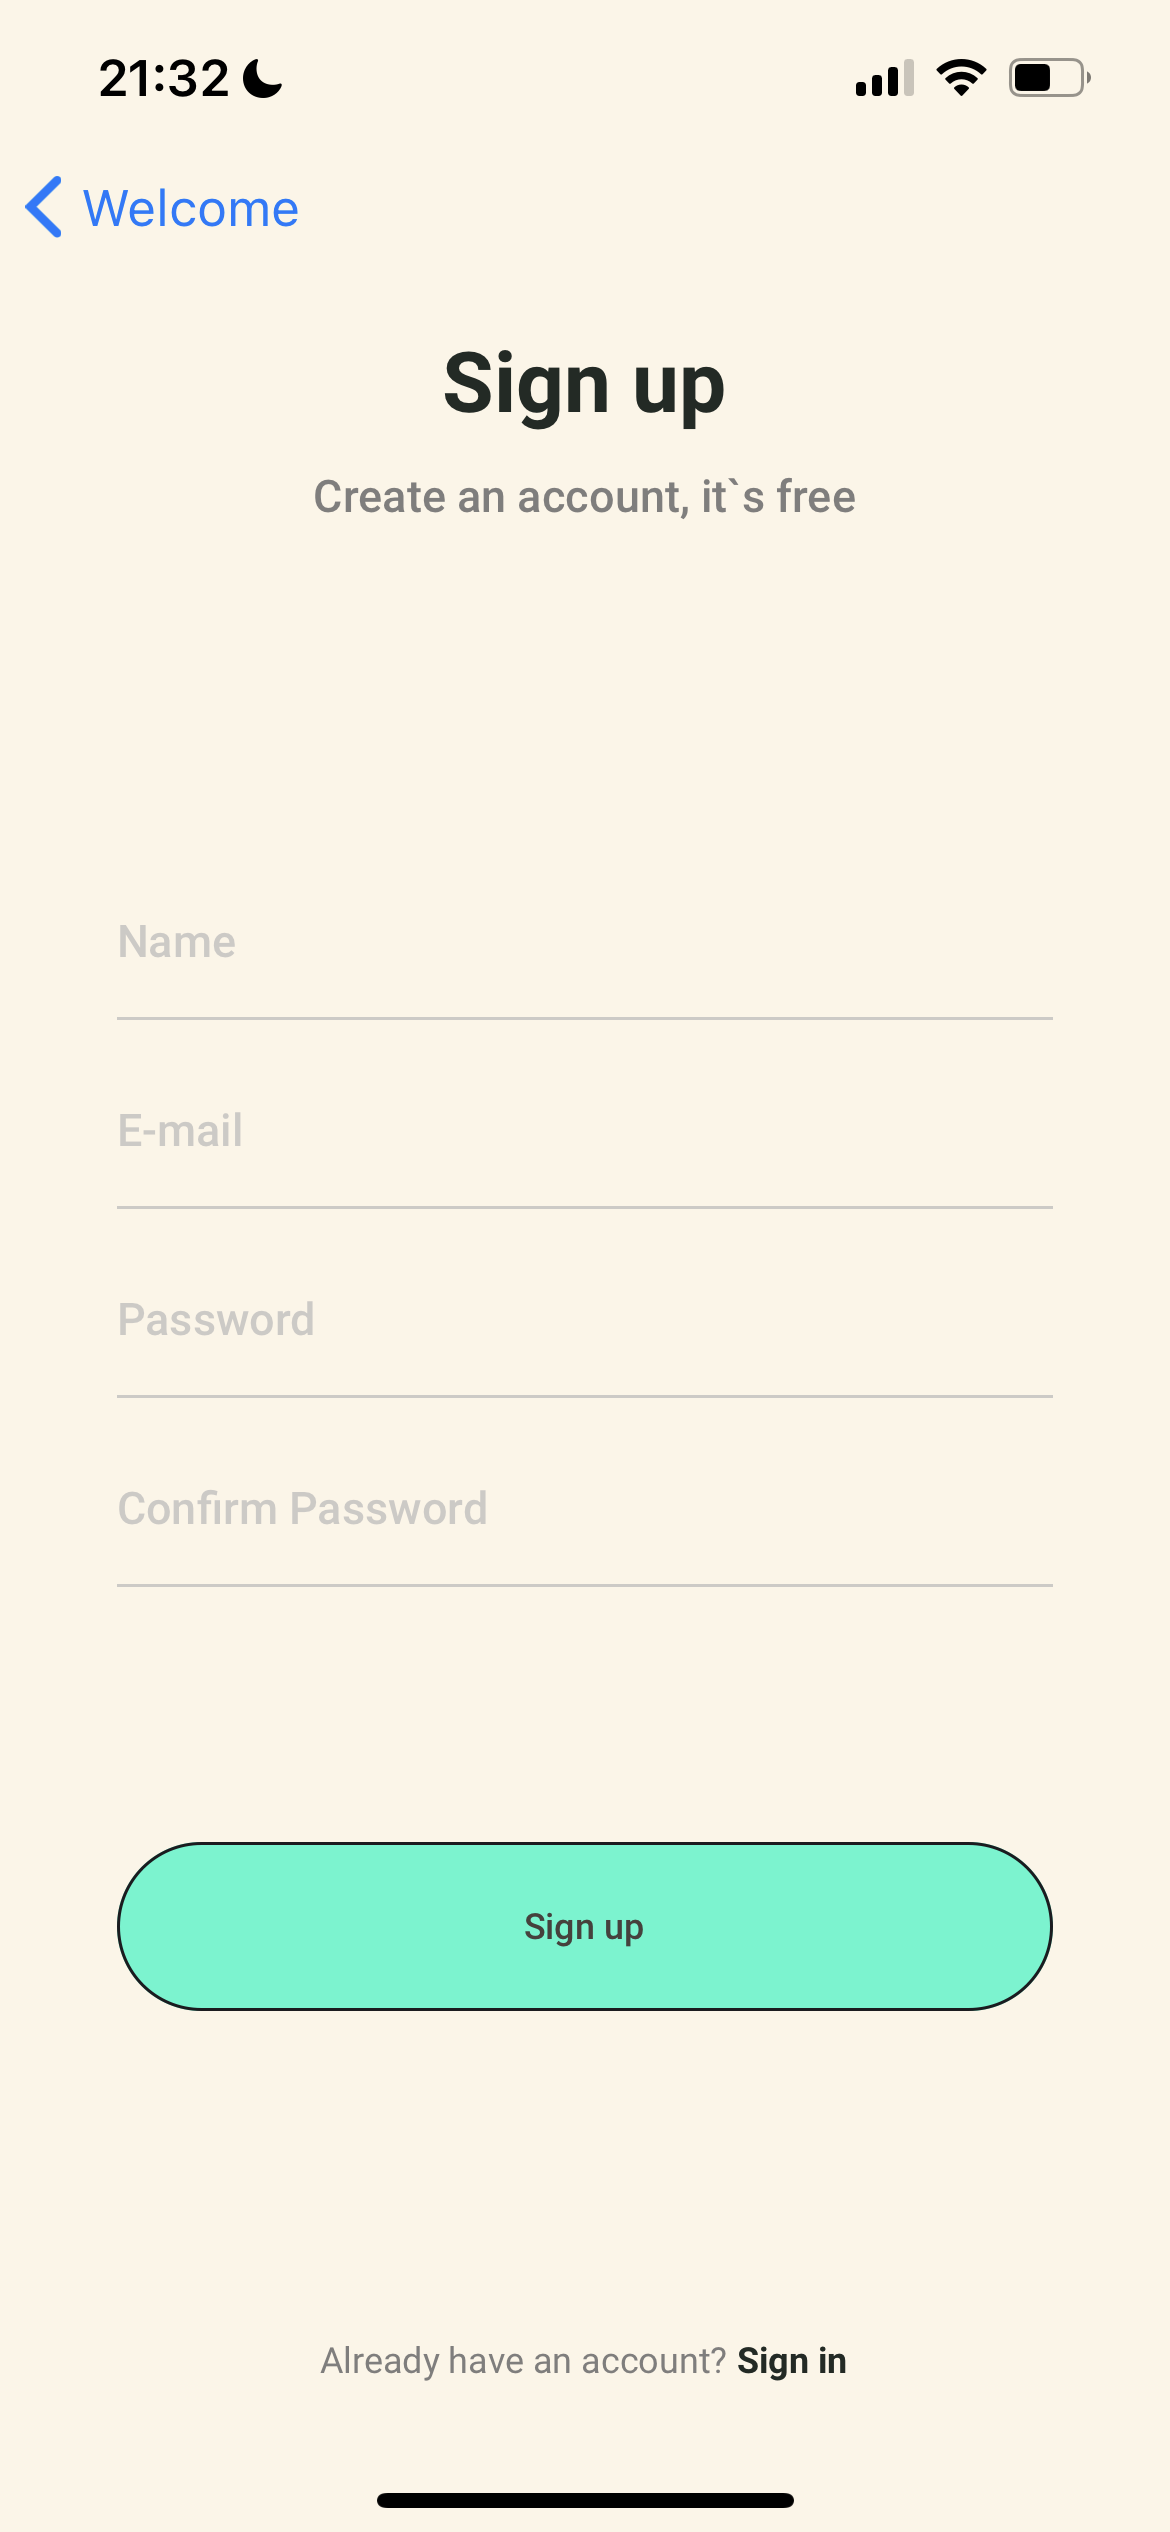 21:32
Welcome
Sign up
Create an account, it`s free
Name
E-mail
Password
Confirm Password
Sign up
Already have an account? Sign in